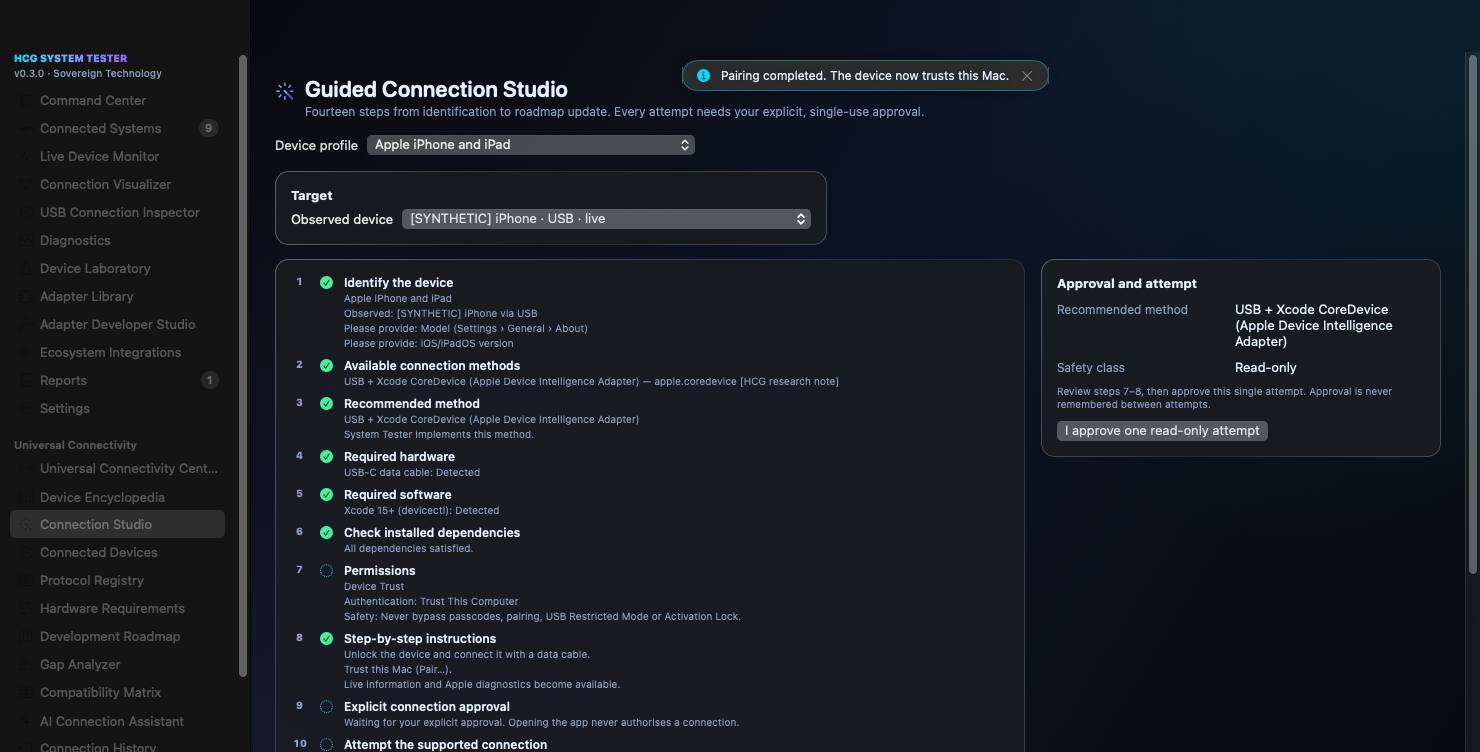 HCG SYSTEM TESTER
v0.3.0 · Sovereign Technology
Command Center
Connected Systems 9
Live Device Monitor
Connection Visualizer
USB Connection Inspector
Diagnostics
Device Laboratory
Adapter Library
Adapter Developer Studio
Ecosystem Integrations
Reports 1
Settings
Universal Connectivity
Universal Connectivity Cent...
Device Encyclopedia
Connection Studio
Connected Devices
Protocol Registry
Hardware Requirements
Development Roadmap
Gap Analyzer
Compatibility Matrix
AI Connection Assistant
Connection History
Pairing completed. The device now trusts this Mac.
Guided Connection Studio
Fourteen steps from identification to roadmap update. Every attempt needs your explicit, single-use approval.
Device profile Apple iPhone and iPad
Target
Observed device [SYNTHETIC] iPhone · USB · live
1 Identify the device
Apple iPhone and iPad
Observed: [SYNTHETIC] iPhone via USB
Please provide: Model (Settings › General › About)
Please provide: iOS/iPadOS version
2 Available connection methods
USB + Xcode CoreDevice (Apple Device Intelligence Adapter) — apple.coredevice [HCG research note]
3 Recommended method
USB + Xcode CoreDevice (Apple Device Intelligence Adapter)
System Tester implements this method.
4 Required hardware
USB-C data cable: Detected
5 Required software
Xcode 15+ (devicectl): Detected
6 Check installed dependencies
All dependencies satisfied.
7 Permissions
Device Trust
Authentication: Trust This Computer
Safety: Never bypass passcodes, pairing, USB Restricted Mode or Activation Lock.
8 Step-by-step instructions
Unlock the device and connect it with a data cable.
Trust this Mac (Pair...).
Live information and Apple diagnostics become available.
9 Explicit connection approval
Waiting for your explicit approval. Opening the app never authorises a connection.
10 Attempt the supported connection
Approval and attempt
Recommended method USB + Xcode CoreDevice
(Apple Device Intelligence
Adapter)
Safety class Read-only
Review steps 7–8, then approve this single attempt. Approval is never
remembered between attempts.
I approve one read-only attempt